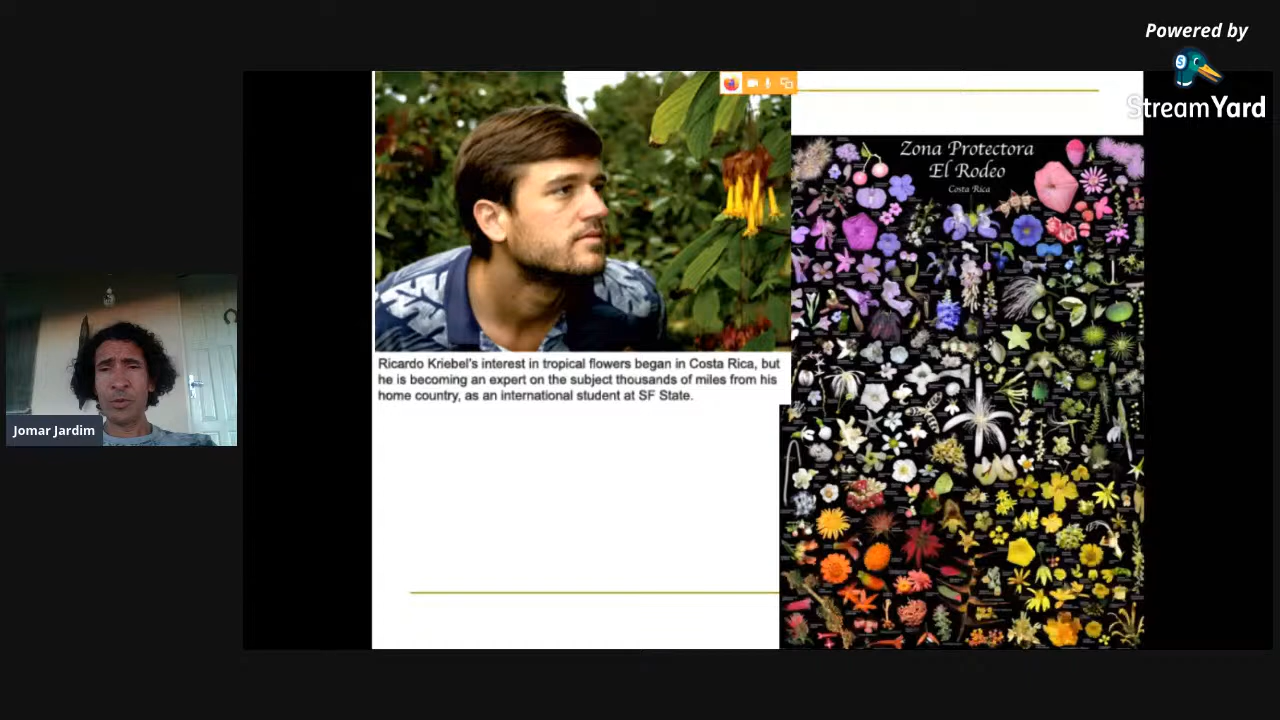 Powered by
StreamYard
Zona Protectora
El Rodeo
Costa Rica
Ricardo Kriebel's interest in tropical flowers began in Costa Rica, but
he is becoming an expert on the subject thousands of miles from his
home country, as an international student at SF State.
Jomar Jardim